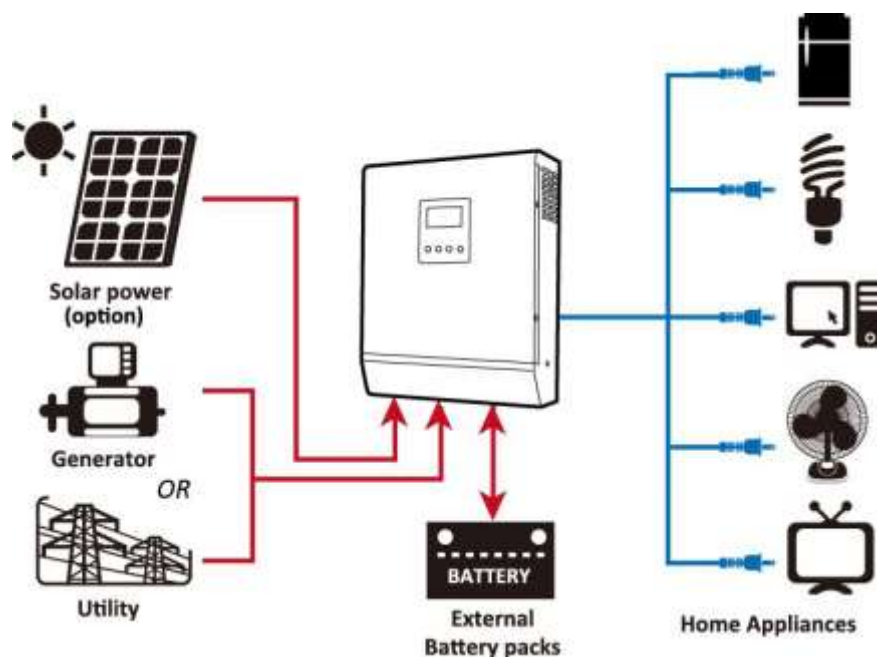 Solar power
(option)
Generator
OR
Utility
BATTERY
External
Battery packs
Home Appliances